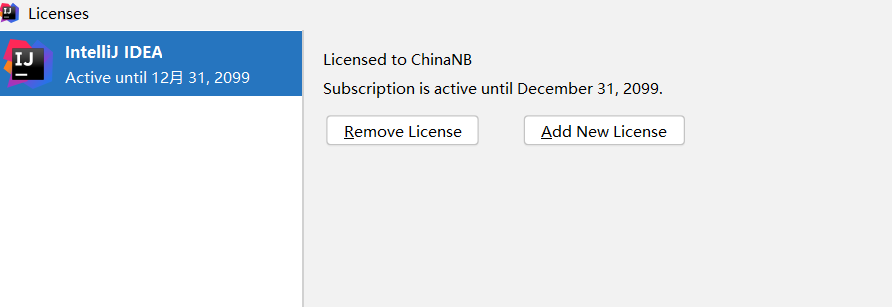 Licenses
IJ
IntelliJ IDEA
Active until 12月 31, 2099
Licensed to ChinaNB
Subscription is active until December 31, 2099.
Remove License
Add New License